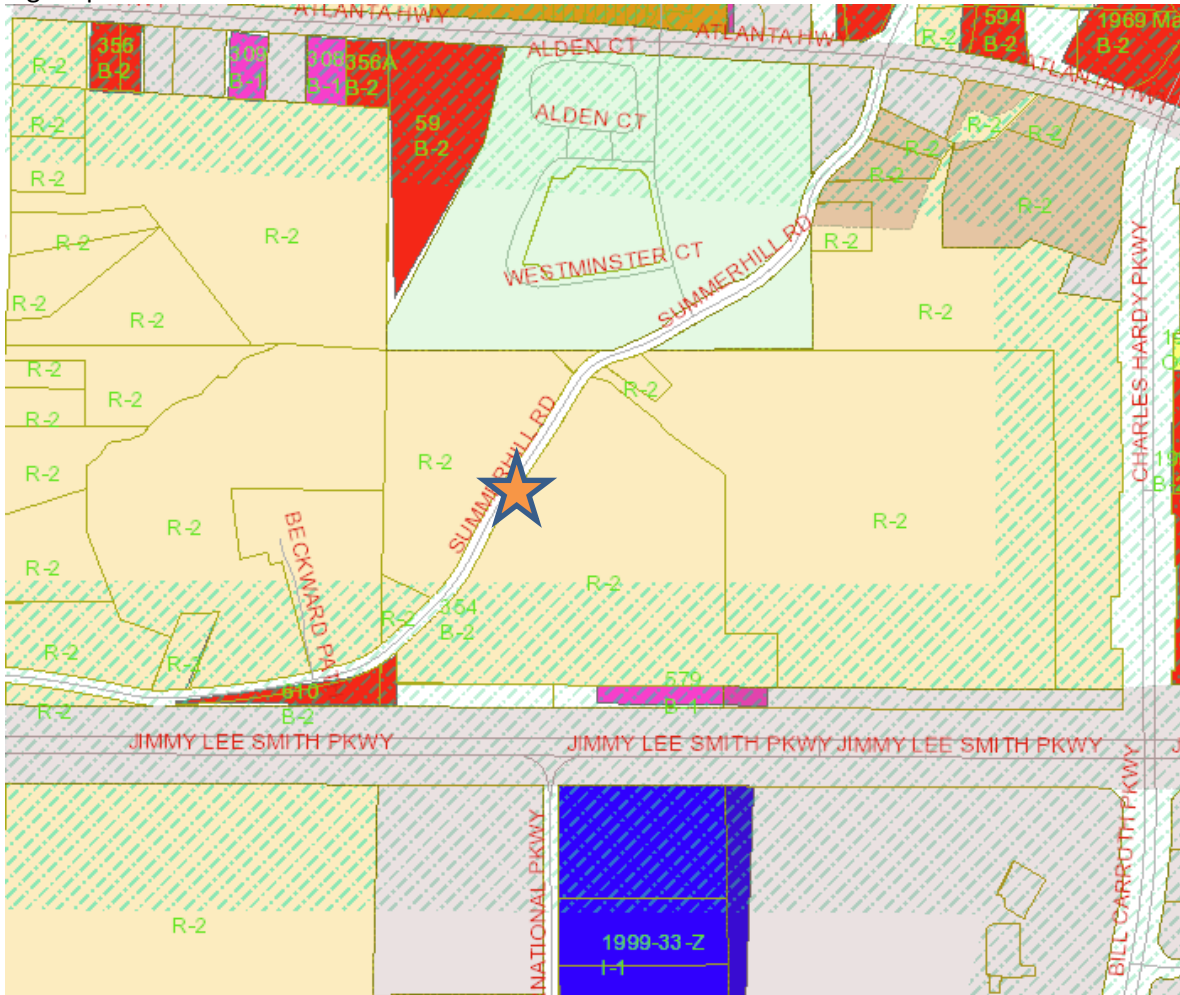 ATLANTA HWY
ATLANTA HWY
ATLANTA HWY
ALDEN CT
ALDEN CT
356
B-2
309
B-1
356A
B-2
59
B-2
594
B-2
1969
B-2
R-2
R-2
R-2
R-2
R-2
R-2
R-2
R-2
R-2
R-2
R-2
R-2
R-2
R-2
WESTMINSTER CT
SUMMERHILL RD
CHARLES HARDY PKWY
R-2
R-2
R-2
R-2
R-2
R-2
SUMMERHILL RD
R-2
R-2
R-2
BECKWARD
R-2
R-2
R-2
354
B-2
R-2
R-2
R-2
610
B-2
579
B-1
JIMMY LEE SMITH PKWY
JIMMY LEE SMITH PKWY
JIMMY LEE SMITH PKWY
NATIONAL PKWY
BILL CARRUTH PKWY
R-2
1999-33-Z
I-1